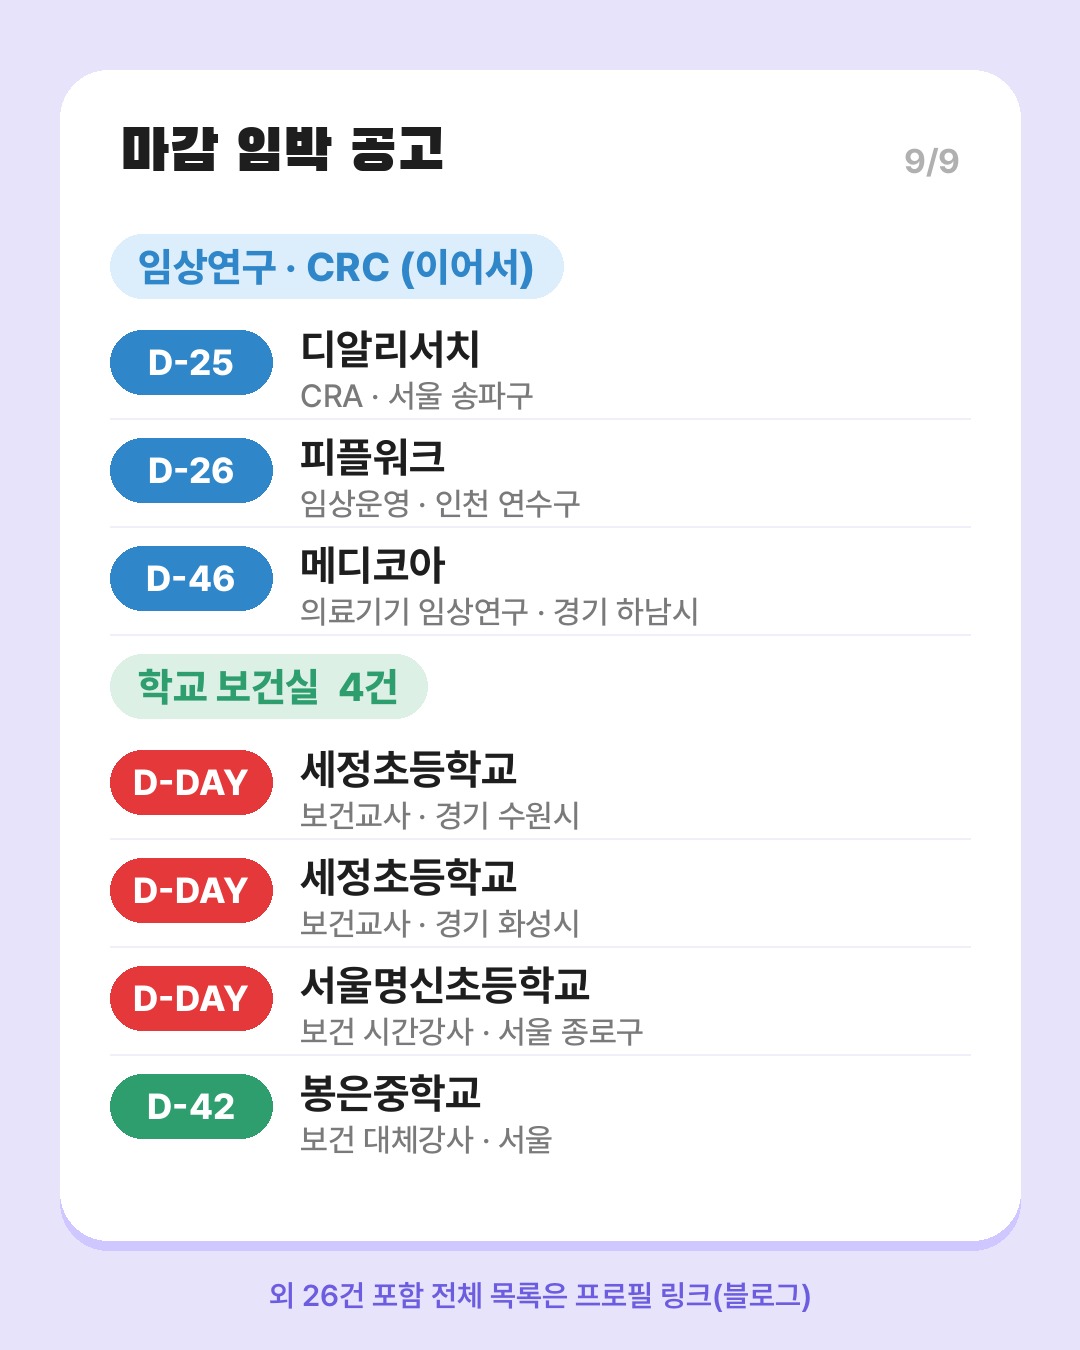 마감 임박 공고
9/9
임상연구 · CRC (이어서)
D-25
디알리서치
CRA · 서울 송파구
D-26
피플워크
임상운영 · 인천 연수구
D-46
메디코아
의료기기 임상연구 · 경기 하남시
학교 보건실 4건
D-DAY
세정초등학교
보건교사 · 경기 수원시
D-DAY
세정초등학교
보건교사 · 경기 화성시
D-DAY
서울명신초등학교
보건 시간강사 · 서울 종로구
D-42
봉은중학교
보건 대체강사 · 서울
외 26건 포함 전체 목록은 프로필 링크(블로그)